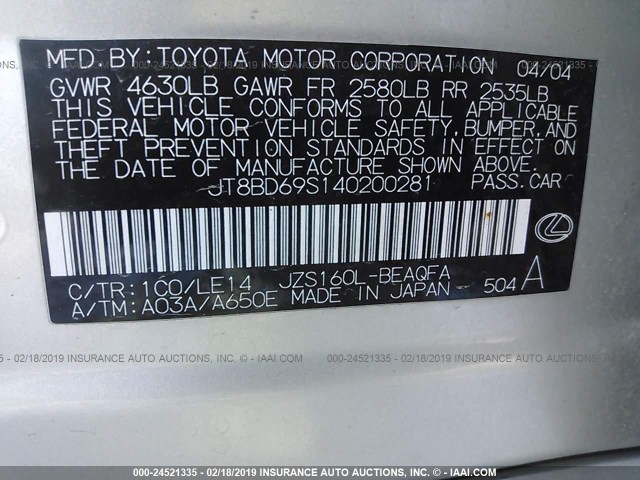 MFD. BY: TOYOTA MOTOR CORPORATION 04/04
GVWR 4630LB GAWR FR 2580LB RR 2535LB
THIS VEHICLE CONFORMS TO ALL APPLICABLE
FEDERAL MOTOR VEHICLE SAFETY, BUMPER, AND
THEFT PREVENTION STANDARDS IN EFFECT ON
THE DATE OF MANUFACTURE SHOWN ABOVE.
JT8BD69S140200281 PASS. CAR
C/TR: 1C0/LE14 JZS160L-BEAQFA
A/TM: A03A/A650E MADE IN JAPAN 504 A
000-24521335 - 02/18/2019 INSURANCE AUTO AUCTIONS, INC. - © - IAAI.COM